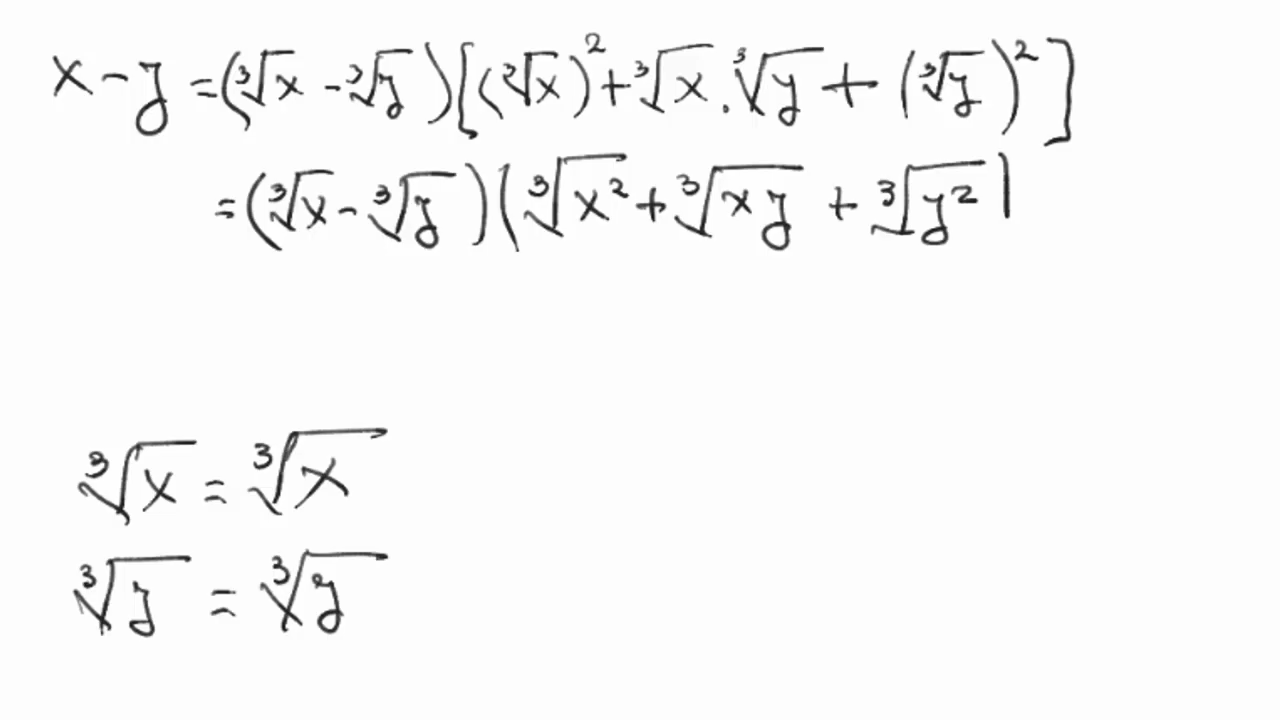 x - y = (∛x - ∛y)[(∛x)² + ∛x . ∛y + (∛y)²]
= (∛x - ∛y)(∛x² + ∛xy + ∛y²)
∛x = ∛x
∛y = ∛y